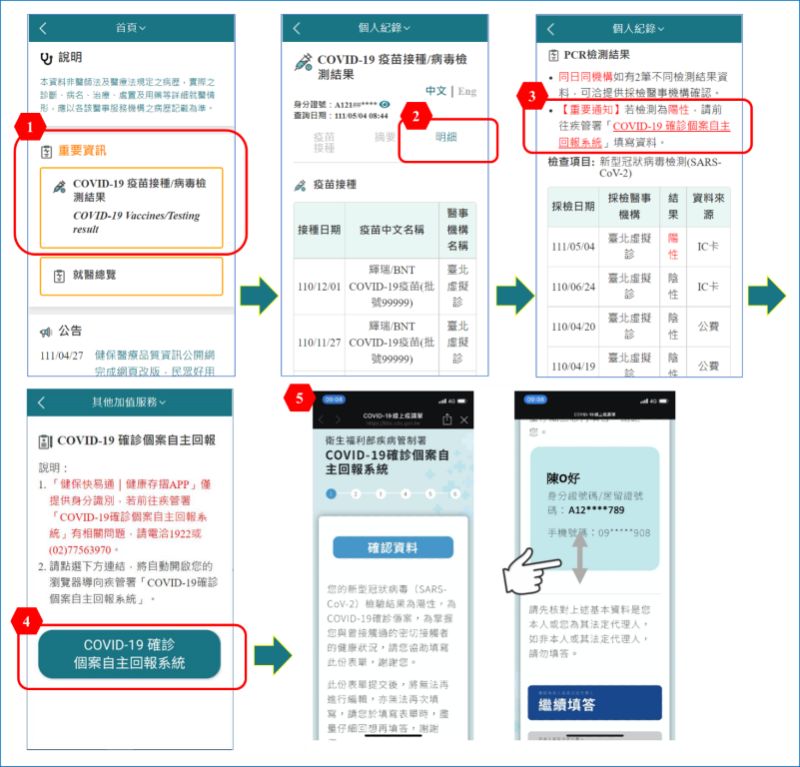 首頁
說明
本資料非醫師法及醫療法規定之病歷,實際之
診斷、病名、治療、處置及用藥等詳細就醫情
形,應以各該醫事服務機構之病歷記載為準。
1
重要資訊
COVID-19 疫苗接種/病毒檢
測結果
COVID-19 Vaccines/Testing
result
就醫總覽
公告
111/04/27 健保醫療品質資訊公開網
完成網頁改版,民眾好用
個人紀錄
COVID-19 疫苗接種/病毒檢
測結果
中文 | Eng
身分證號:A121##****
查詢日期:111/05/04 08:44
2
疫苗
接種
摘要
明細
疫苗接種
接種日期 疫苗中文名稱 醫事
機構
名稱
110/12/01 輝瑞/BNT
COVID-19疫苗(批
號99999) 臺北
虛擬
診
110/11/27 輝瑞/BNT
COVID-19疫苗(批
號99999) 臺北
虛擬
診
個人紀錄
PCR檢測結果
同日同機構如有2筆不同檢測結果資
料,可洽提供採檢醫事機構確認。
3
【重要通知】若檢測為陽性,請前
往疾管署「COVID-19 確診個案自主
回報系統」填寫資料。
檢查項目: 新型冠狀病毒檢測(SARS-
CoV-2)
採檢日期 採檢醫事
機構 結
果 資料來
源
111/05/04 臺北虛擬
診 陽
性 IC卡
110/06/24 臺北虛擬
診 陰
性 IC卡
110/04/20 臺北虛擬
診 陰
性 公費
110/04/19 臺北虛擬
診 陰
性 公費
其他加值服務
COVID-19 確診個案自主回報
說明:
1. 「健保快易通 | 健康存摺APP」僅
提供身分識別,若前往疾管署
「COVID-19確診個案自主回報系
統」有相關問題,請電洽1922或
(02)77563970。
2. 請點選下方連結,將自動開啟您的
瀏覽器導向疾管署「COVID-19確診
個案自主回報系統」。
4
COVID-19 確診
個案自主回報系統
5
09:08
4G
COVID-19線上疫調單
衛生福利部疾病管制署
COVID-19確診個案自
主回報系統
1 2 3 4 5 6
確認資料
您的新型冠狀病毒(SARS-
CoV-2)檢驗結果為陽性,為
COVID-19確診個案,為掌握
您與曾接觸過的密切接觸者
的健康狀況,請您協助填寫
此份表單,謝謝您。
此份表單提交後,將無法再
進行編輯,亦無法再次填
寫,請您於填寫表單時,盡
量仔細回想再填答,謝謝
09:08
4G
COVID-19線上疫調單
您。
陳O好
身分證號碼/居留證號
碼:A12****789
手機號碼:09*****908
請先核對上述基本資料是您
本人或您為其法定代理人,
如非本人或其法定代理人,
請勿填答。
繼續填答